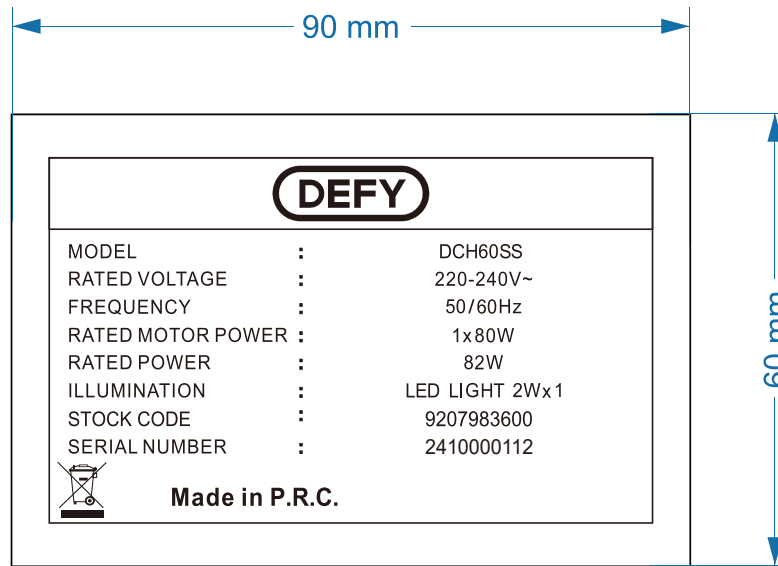 90 mm
DEFY
MODEL : DCH60SS
RATED VOLTAGE : 220-240V~
FREQUENCY : 50/60Hz
RATED MOTOR POWER : 1x80W
RATED POWER : 82W
ILLUMINATION : LED LIGHT 2Wx1
STOCK CODE : 9207983600
SERIAL NUMBER : 2410000112
Made in P.R.C.
60 mm